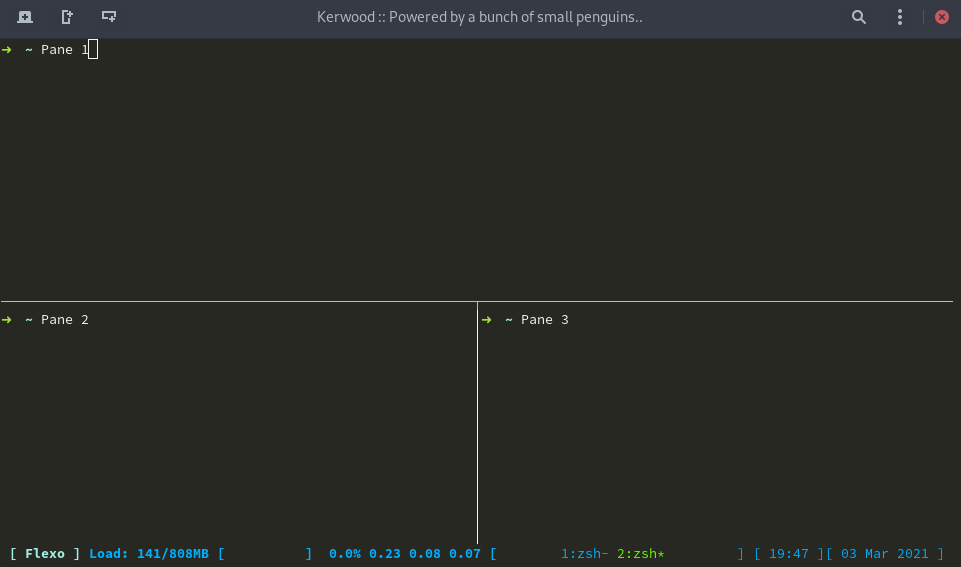 Kerwood :: Powered by a bunch of small penguins..
➜ ~ Pane 1
➜ ~ Pane 2
➜ ~ Pane 3
[ Flexo ] Load: 141/808MB [          ]  0.0% 0.23 0.08 0.07 [        1:zsh- 2:zsh*         ] [ 19:47 ][ 03 Mar 2021 ]